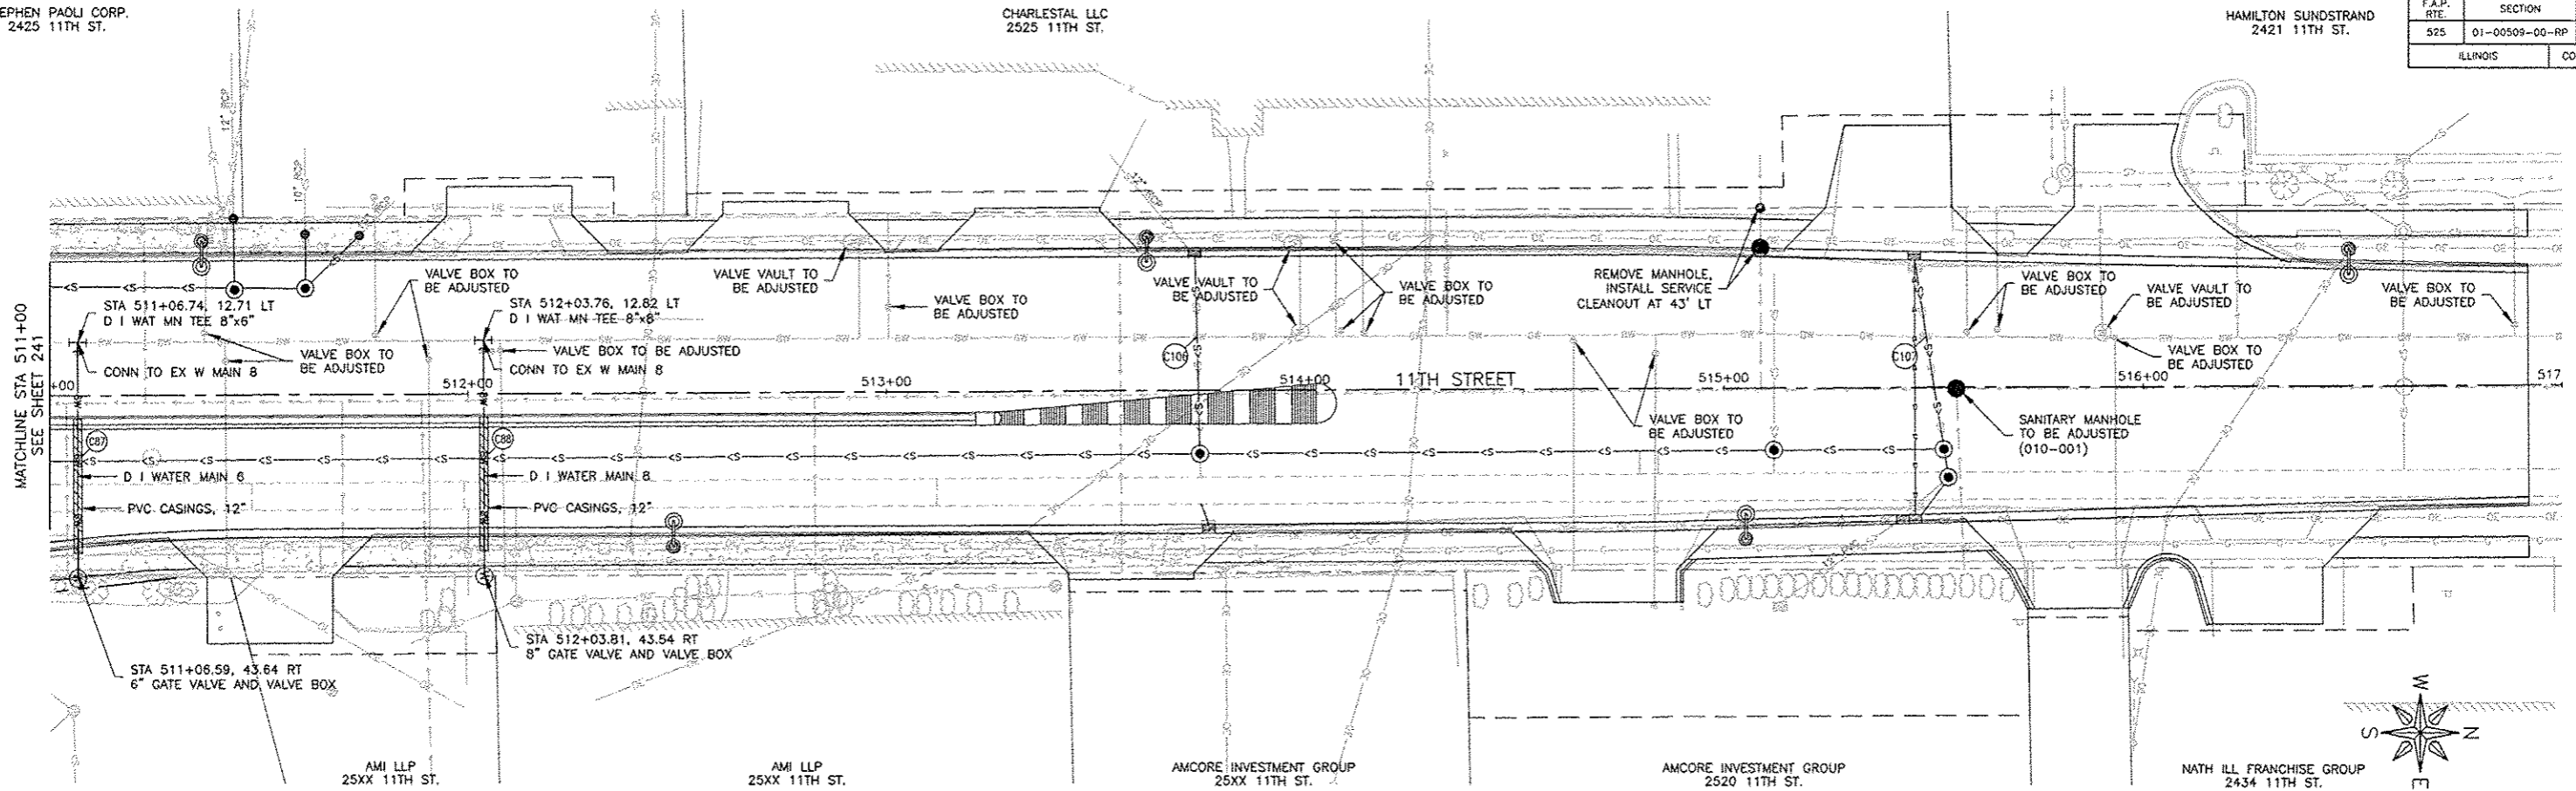 EPHEN PAOLI CORP.
2425 11TH ST.
CHARLESTAL LLC
2525 11TH ST.
HAMILTON SUNDSTRAND
2421 11TH ST.
F.A.P. RTE.
SECTION
525
01-00509-00-RP
ILLINOIS
CO
12" RCP
10" RCP
12" RCP
MATCHLINE STA 511+00
SEE SHEET 241
STA 511+06.74, 12.71 LT
D I WAT MN TEE 8"x6"
CONN TO EX W MAIN 8
VALVE BOX TO
BE ADJUSTED
VALVE BOX TO
BE ADJUSTED
STA 512+03.76, 12.82 LT
D I WAT MN TEE 8"x8"
VALVE BOX TO BE ADJUSTED
CONN TO EX W MAIN 8
VALVE VAULT TO
BE ADJUSTED
VALVE BOX TO
BE ADJUSTED
VALVE VAULT TO
BE ADJUSTED
VALVE BOX TO
BE ADJUSTED
REMOVE MANHOLE,
INSTALL SERVICE
CLEANOUT AT 43' LT
VALVE BOX TO
BE ADJUSTED
VALVE VAULT TO
BE ADJUSTED
VALVE BOX TO
BE ADJUSTED
VALVE BOX TO
BE ADJUSTED
C106
C107
+00
512+00
513+00
514+00
11TH STREET
515+00
516+00
517
VALVE BOX TO
BE ADJUSTED
SANITARY MANHOLE
TO BE ADJUSTED
(010-001)
C87
C88
D I WATER MAIN 6
D I WATER MAIN 8
PVC CASINGS, 12"
PVC CASINGS, 12"
STA 511+06.59, 43.64 RT
6" GATE VALVE AND VALVE BOX
STA 512+03.81, 43.54 RT
8" GATE VALVE AND VALVE BOX
AMI LLP
25XX 11TH ST.
AMI LLP
25XX 11TH ST.
AMCORE INVESTMENT GROUP
25XX 11TH ST.
AMCORE INVESTMENT GROUP
2520 11TH ST.
NATH ILL FRANCHISE GROUP
2434 11TH ST.
W
S
N
E